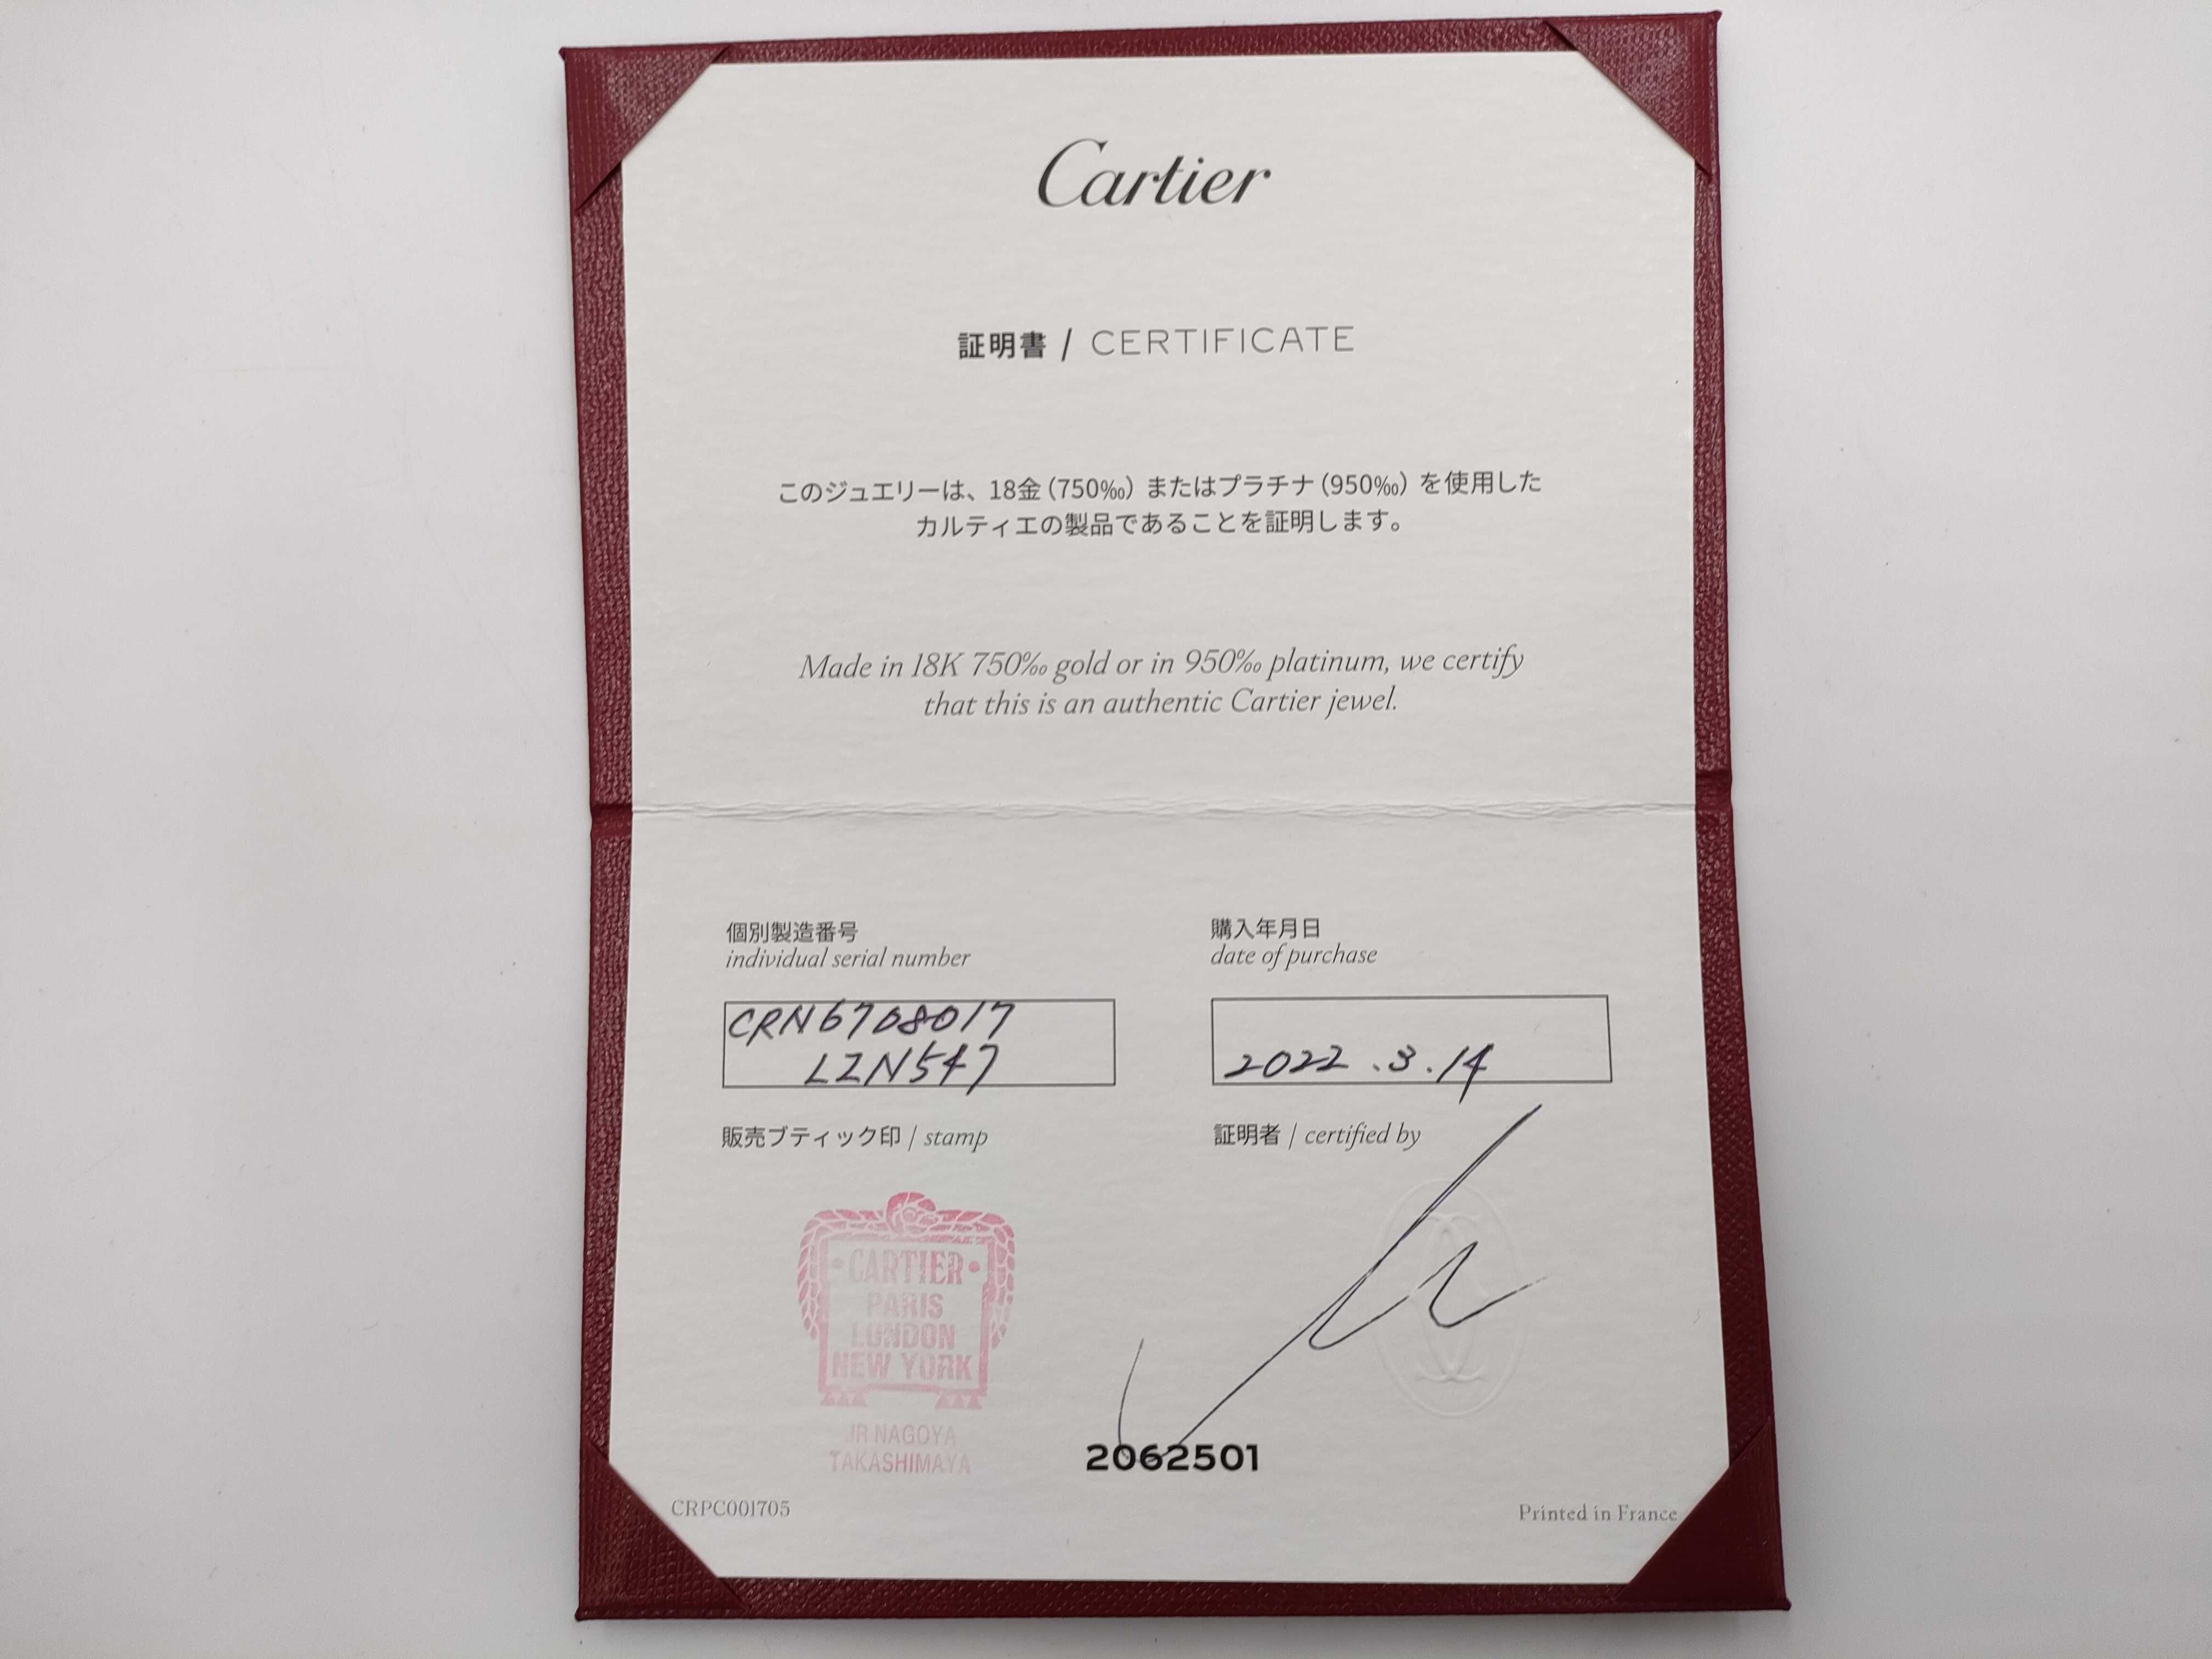 Cartier
証明書 / CERTIFICATE
このジュエリーは、18金（750‰）またはプラチナ（950‰）を使用した
カルティエの製品であることを証明します。
Made in 18K 750‰ gold or in 950‰ platinum, we certify
that this is an authentic Cartier jewel.
個別製造番号
individual serial number
CRN6708017
LZN547
購入年月日
date of purchase
2022.3.14
販売ブティック印 / stamp
CARTIER
PARIS
LONDON
NEW YORK
JR NAGOYA
TAKASHIMAYA
証明者 / certified by
2062501
CRPC001705
Printed in France